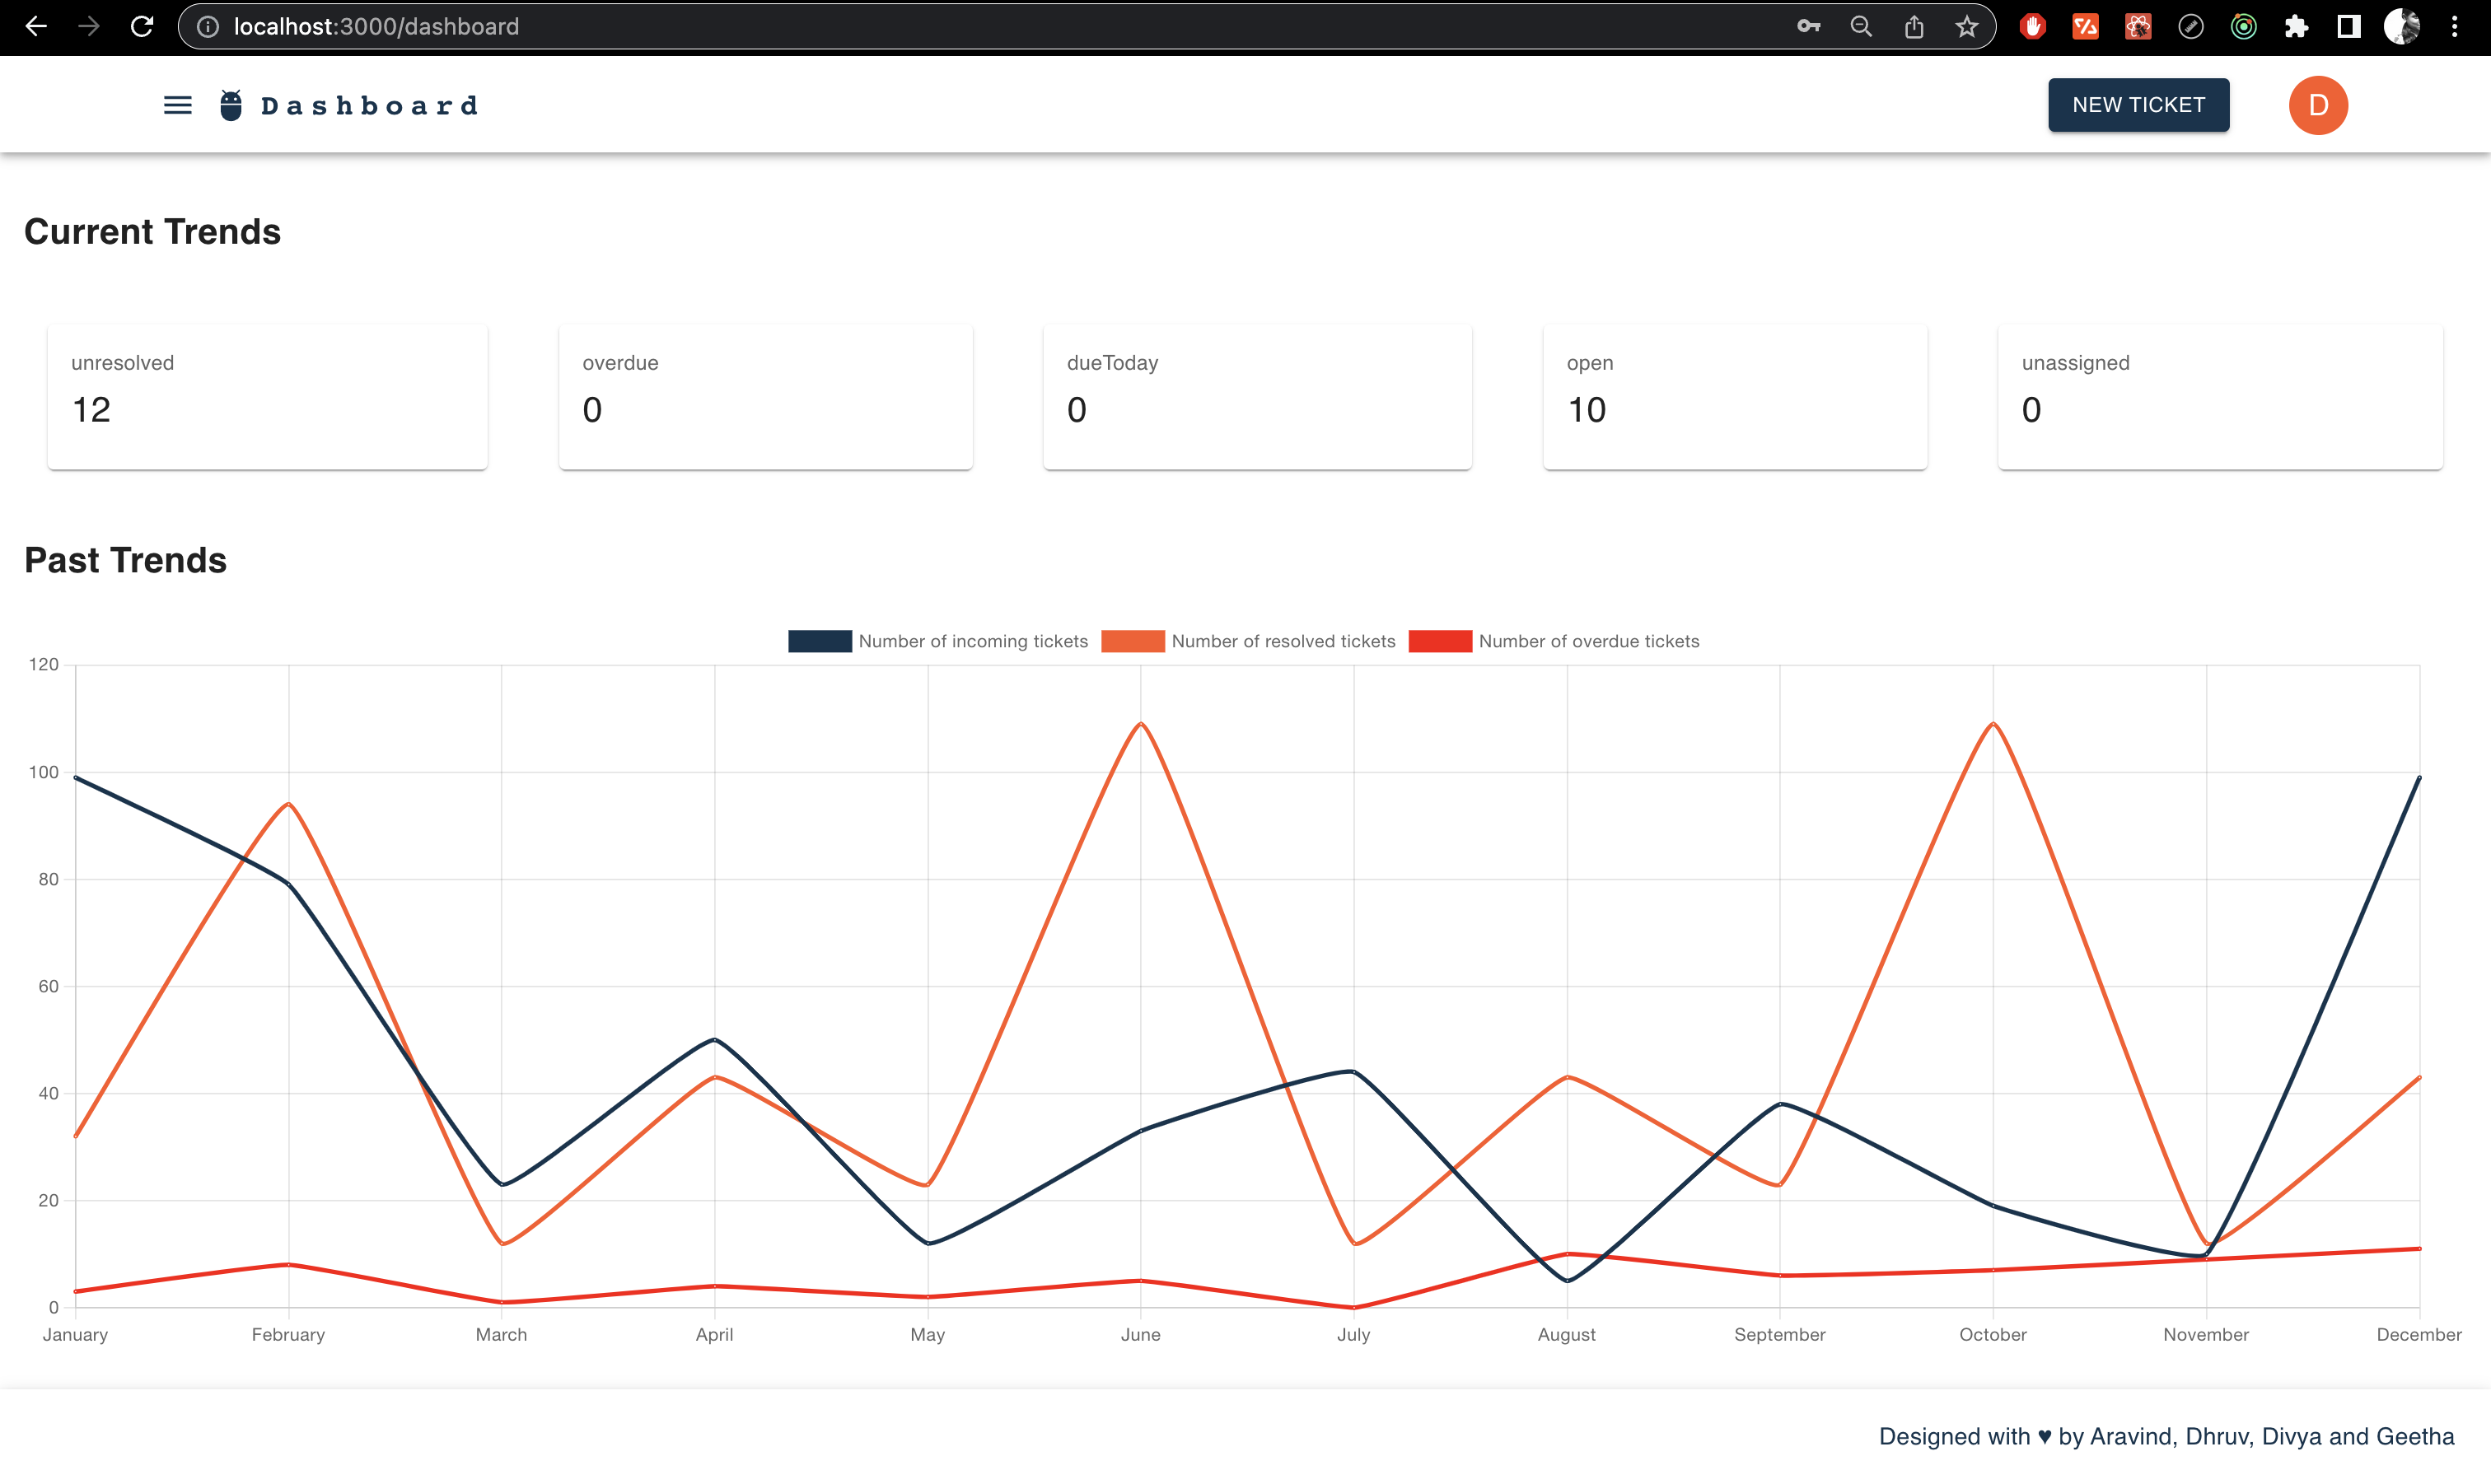 localhost:3000/dashboard
Dashboard
NEW TICKET
D
Current Trends
unresolved
12
overdue
0
dueToday
0
open
10
unassigned
0
Past Trends
Number of incoming tickets
Number of resolved tickets
Number of overdue tickets
120
100
80
60
40
20
0
January
February
March
April
May
June
July
August
September
October
November
December
Designed with ♥ by Aravind, Dhruv, Divya and Geetha